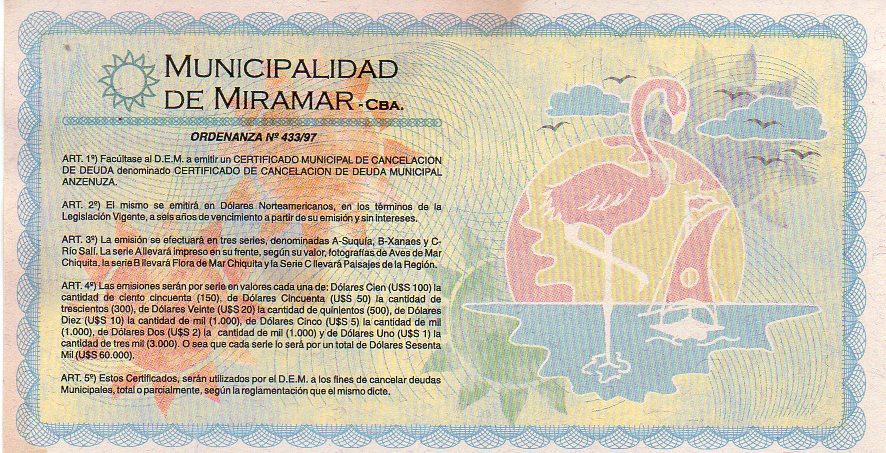 MUNICIPALIDAD
DE MIRAMAR - CBA.
ORDENANZA Nº 433/97
ART. 1º) Facúltase al D.E.M. a emitir un CERTIFICADO MUNICIPAL DE CANCELACION
DE DEUDA denominado CERTIFICADO DE CANCELACION DE DEUDA MUNICIPAL
ANZENUZA.
ART. 2º) El mismo se emitirá en Dólares Norteamericanos, en los términos de la
Legislación Vigente, a seis años de vencimiento a partir de su emisión y sin intereses.
ART. 3º) La emisión se efectuará en tres series, denominadas A-Suquía, B-Xanaes y C-
Río Salí. La serie A llevará impreso en su frente, según su valor, fotografías de Aves de Mar
Chiquita, la serie B llevará Flora de Mar Chiquita y la Serie C llevará Paisajes de la Región.
ART. 4º) Las emisiones serán por serie en valores cada una de: Dólares Cien (U$S 100) la
cantidad de ciento cincuenta (150), de Dólares Cincuenta (U$S 50) la cantidad de
trescientos (300), de Dólares Veinte (U$S 20) la cantidad de quinientos (500), de Dólares
Diez (U$S 10) la cantidad de mil (1.000), de Dólares Cinco (U$S 5) la cantidad de mil
(1.000), de Dólares Dos (U$S 2) la cantidad de mil (1.000) y de Dólares Uno (U$S 1) la
cantidad de tres mil (3.000). O sea que cada serie lo será por un total de Dólares Sesenta
Mil (U$S 60.000).
ART. 5º) Estos Certificados, serán utilizados por el D.E.M. a los fines de cancelar deudas
Municipales, total o parcialmente, según la reglamentación que el mismo dicte.